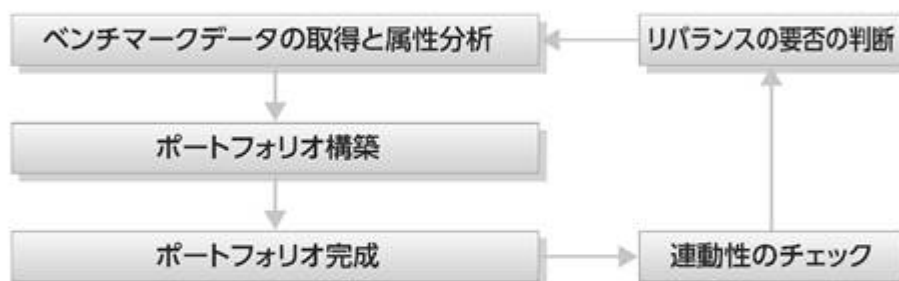 ベンチマークデータの取得と属性分析
リバランスの要否の判断
ポートフォリオ構築
ポートフォリオ完成
連動性のチェック